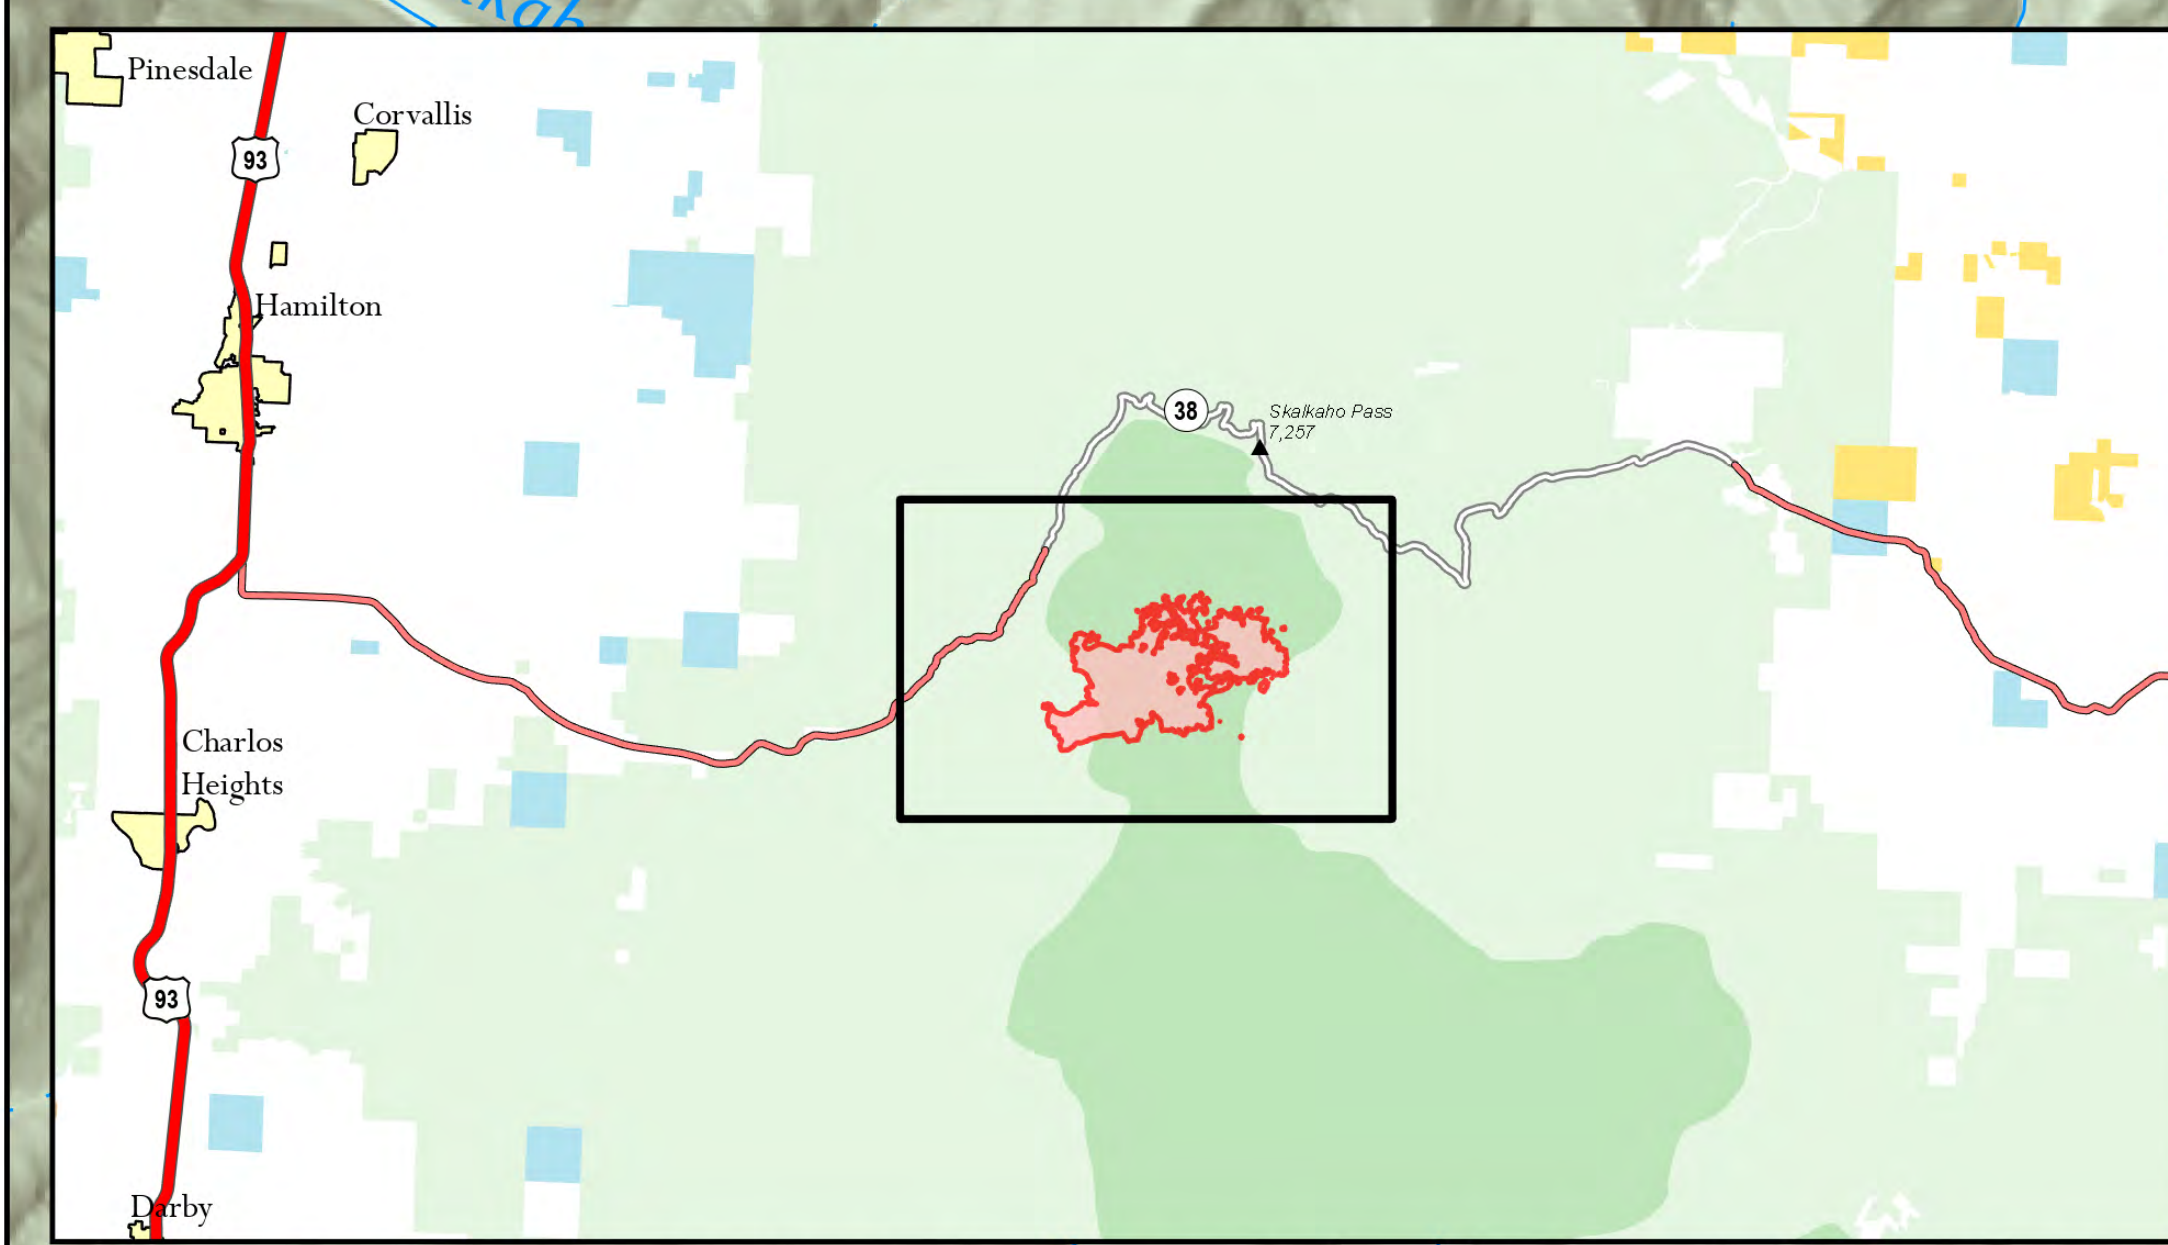 Pinesdale
Corvallis
93
Hamilton
38
Skalkaho Pass
7,257
Charlos
Heights
93
Darby